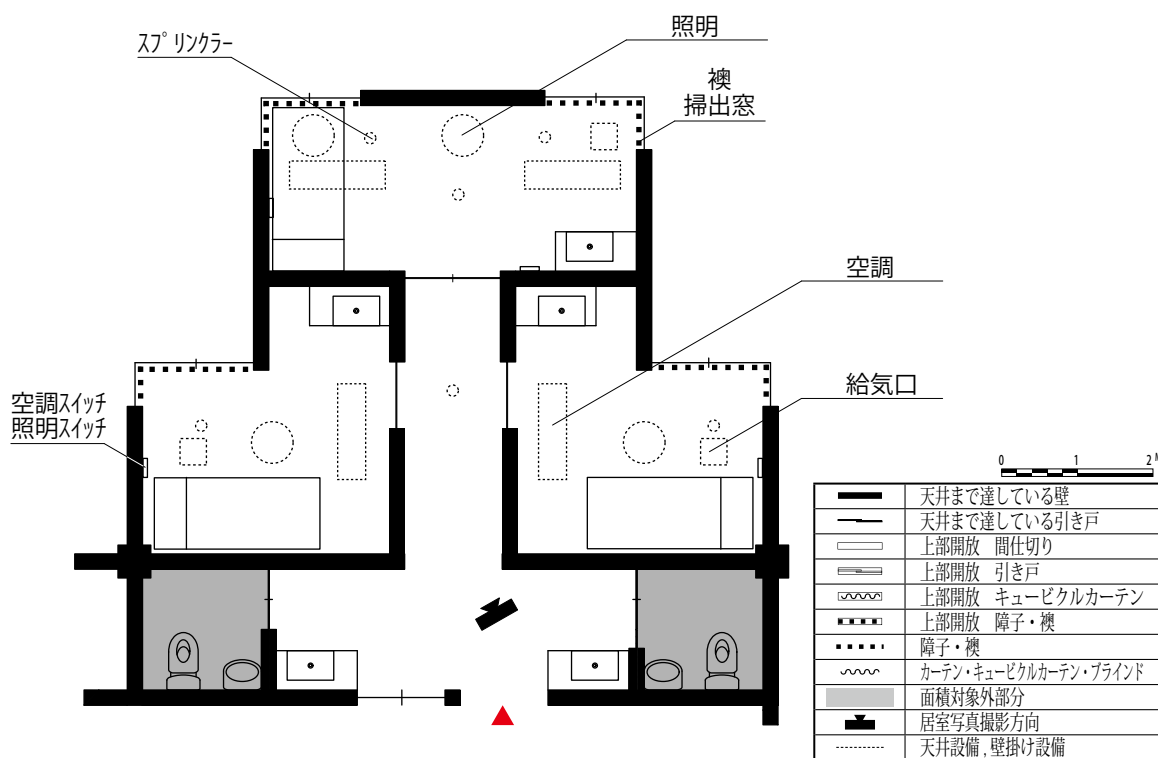 照明
スプリンクラー
襖
掃出窓
空調
給気口
空調スイッチ
照明スイッチ
0 1 2M
天井まで達している壁
天井まで達している引き戸
上部開放 間仕切り
上部開放 引き戸
上部開放 キュービクルカーテン
上部開放 障子・襖
障子・襖
カーテン・キュービクルカーテン・ブラインド
面積対象外部分
居室写真撮影方向
天井設備,壁掛け設備